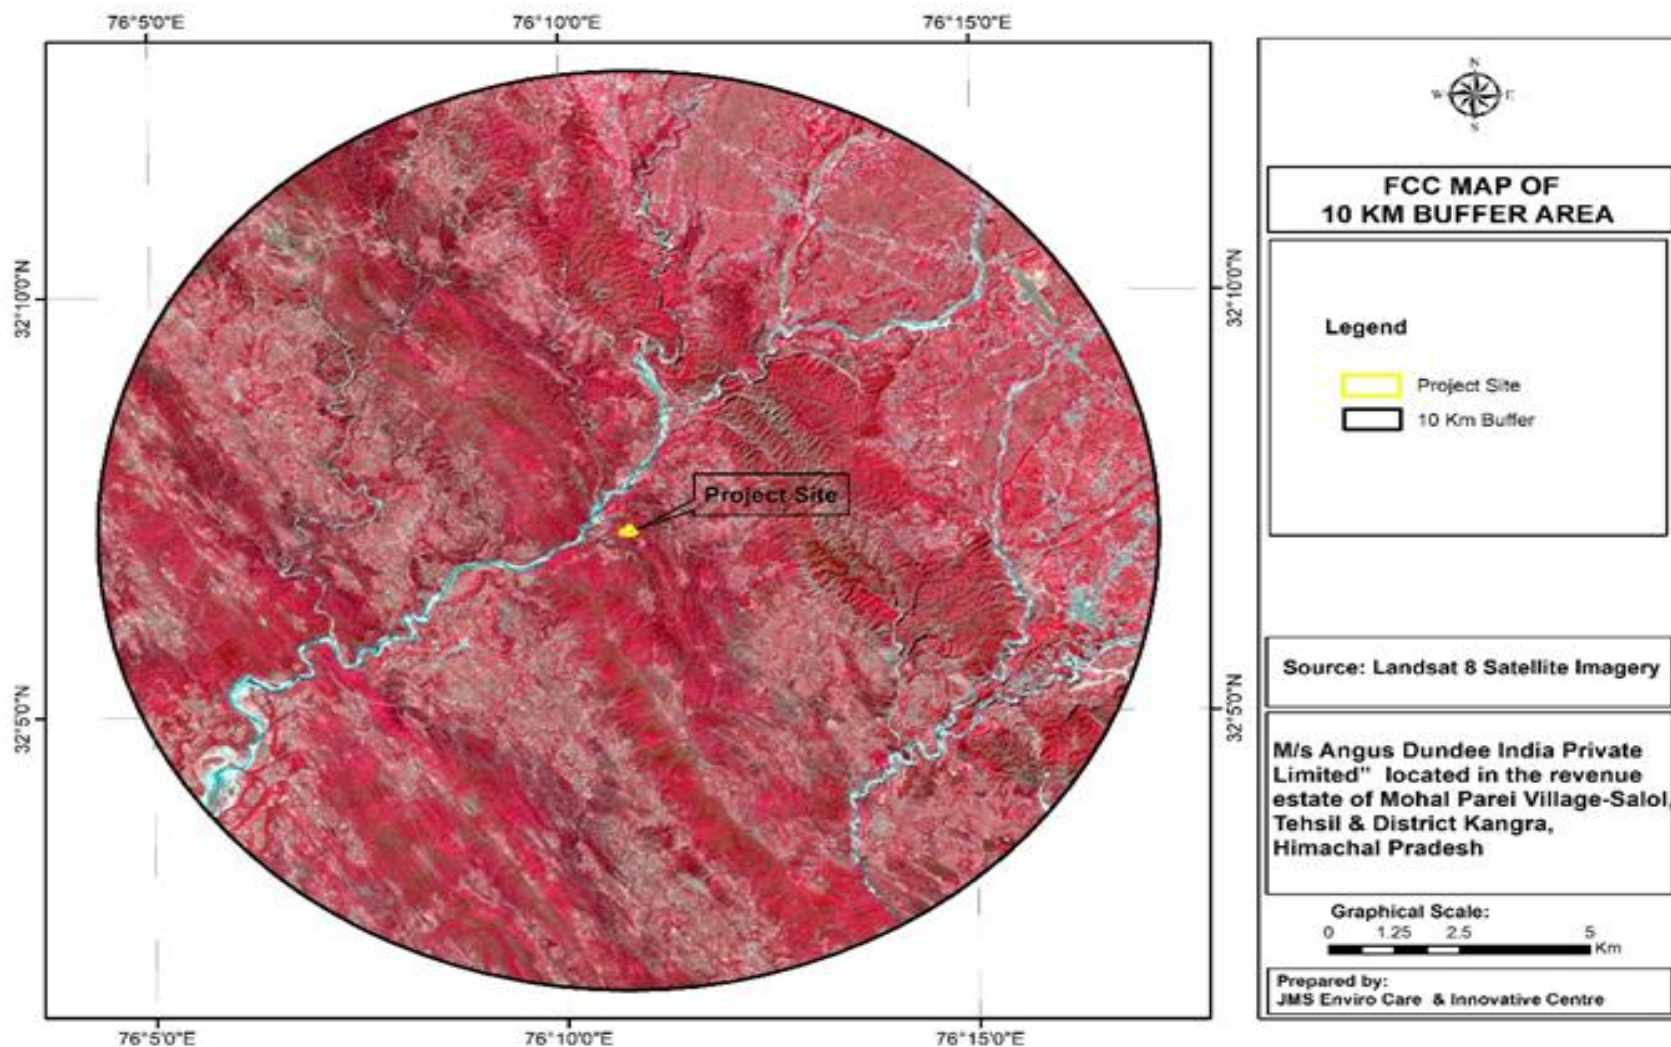 76°5'0"E
76°10'0"E
76°15'0"E
N
W E
S
FCC MAP OF
10 KM BUFFER AREA
32°10'0"N
32°10'0"N
Legend
Project Site
10 Km Buffer
Project Site
32°5'0"N
32°5'0"N
Source: Landsat 8 Satellite Imagery
M/s Angus Dundee India Private
Limited" located in the revenue
estate of Mohal Parei Village-Salol,
Tehsil & District Kangra,
Himachal Pradesh
Graphical Scale:
0 1.25 2.5 5
Km
Prepared by:
JMS Enviro Care & Innovative Centre
76°5'0"E
76°10'0"E
76°15'0"E